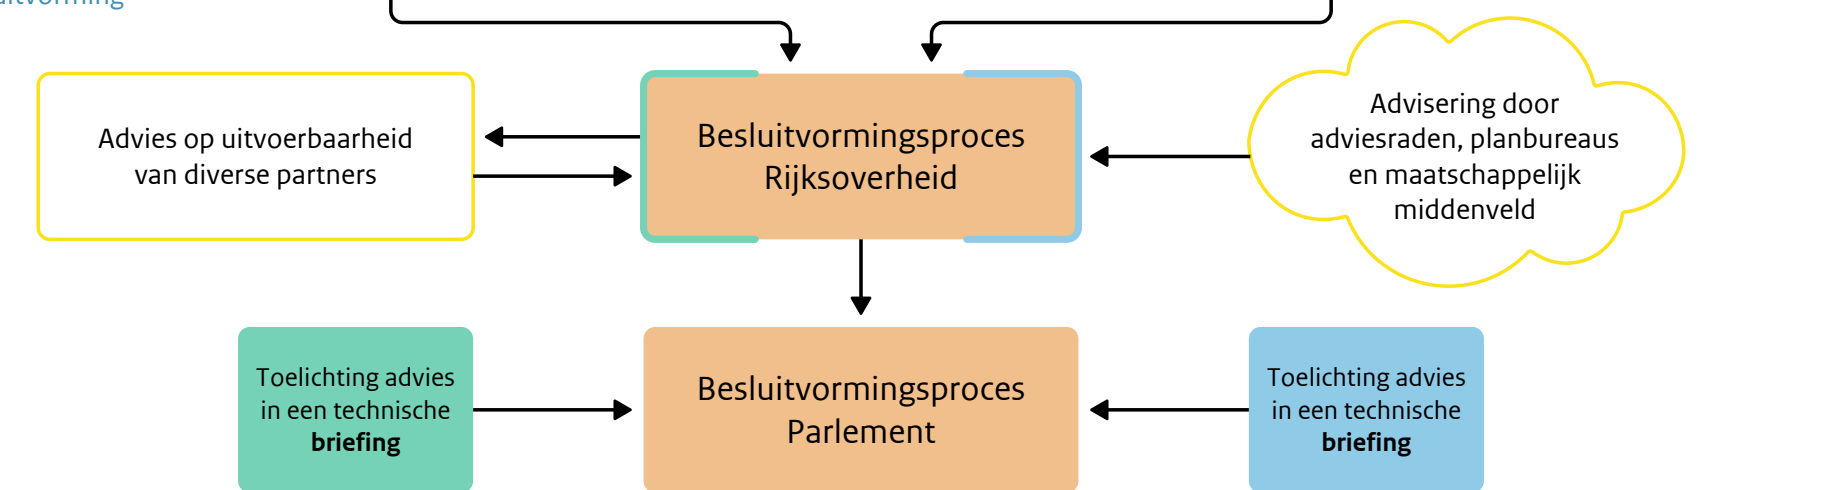 Advies op uitvoerbaarheid
van diverse partners
Besluitvormingsproces
Rijksoverheid
Advisering door
adviesraden, planbureaus
en maatschappelijk
middenveld
Toelichting advies
in een technische
briefing
Besluitvormingsproces
Parlement
Toelichting advies
in een technische
briefing